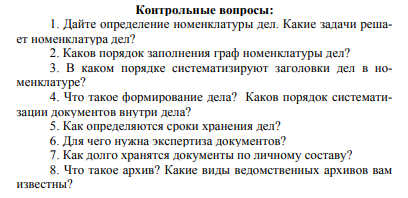 Контрольные вопросы:
1. Дайте определение номенклатуры дел. Какие задачи реша-
ет номенклатура дел?
2. Каков порядок заполнения граф номенклатуры дел?
3. В каком порядке систематизируют заголовки дел в но-
менклатуре?
4. Что такое формирование дела? Каков порядок системати-
зации документов внутри дела?
5. Как определяются сроки хранения дел?
6. Для чего нужна экспертиза документов?
7. Как долго хранятся документы по личному составу?
8. Что такое архив? Какие виды ведомственных архивов вам
известны?